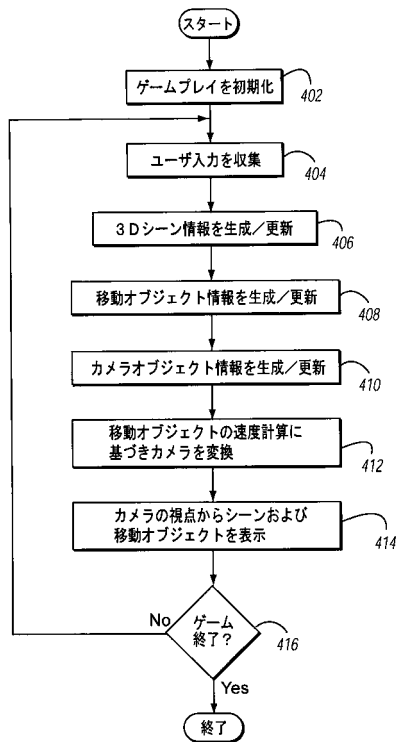 スタート
ゲームプレイを初期化
402
ユーザ入力を収集
404
3Dシーン情報を生成/更新
406
移動オブジェクト情報を生成/更新
408
カメラオブジェクト情報を生成/更新
410
移動オブジェクトの速度計算に
基づきカメラを変換
412
カメラの視点からシーンおよび
移動オブジェクトを表示
414
No
ゲーム
終了?
416
Yes
終了